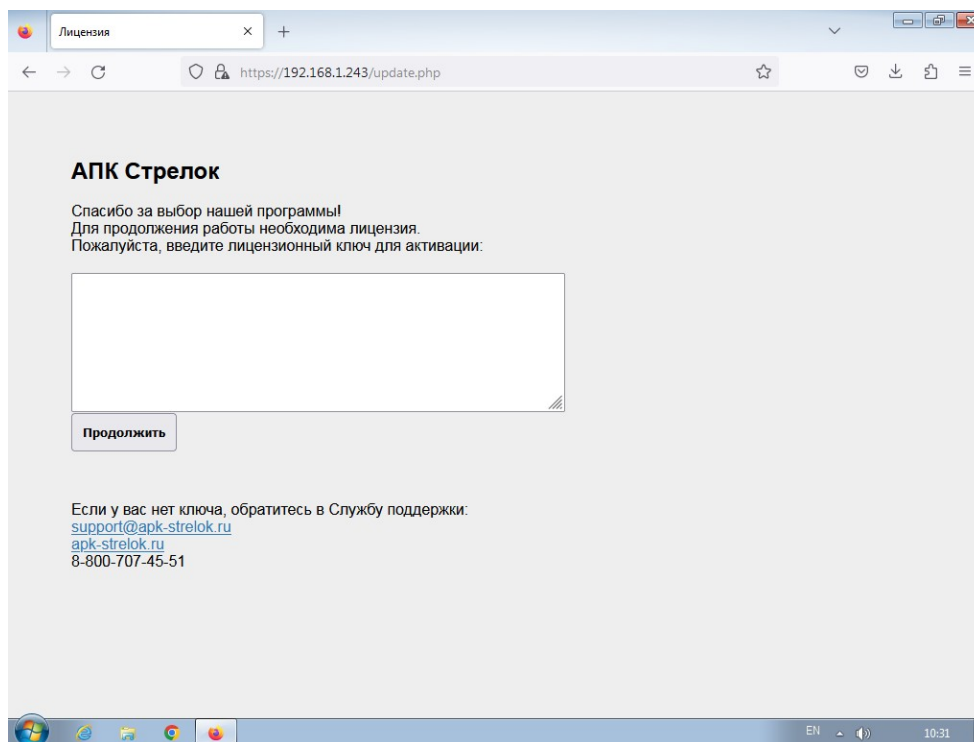 Лицензия
https://192.168.1.243/update.php
АПК Стрелок
Спасибо за выбор нашей программы!
Для продолжения работы необходима лицензия.
Пожалуйста, введите лицензионный ключ для активации:
Продолжить
Если у вас нет ключа, обратитесь в Службу поддержки:
support@apk-strelok.ru
apk-strelok.ru
8-800-707-45-51
EN
10:31